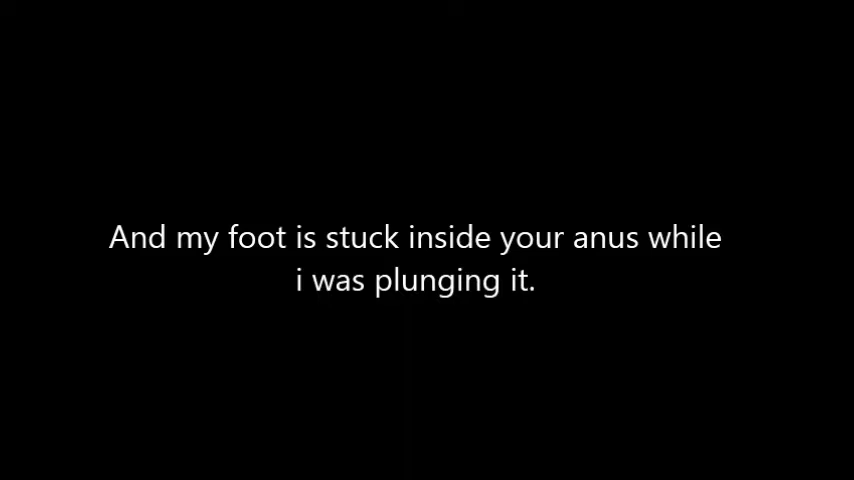 And my foot is stuck inside your anus while
i was plunging it.